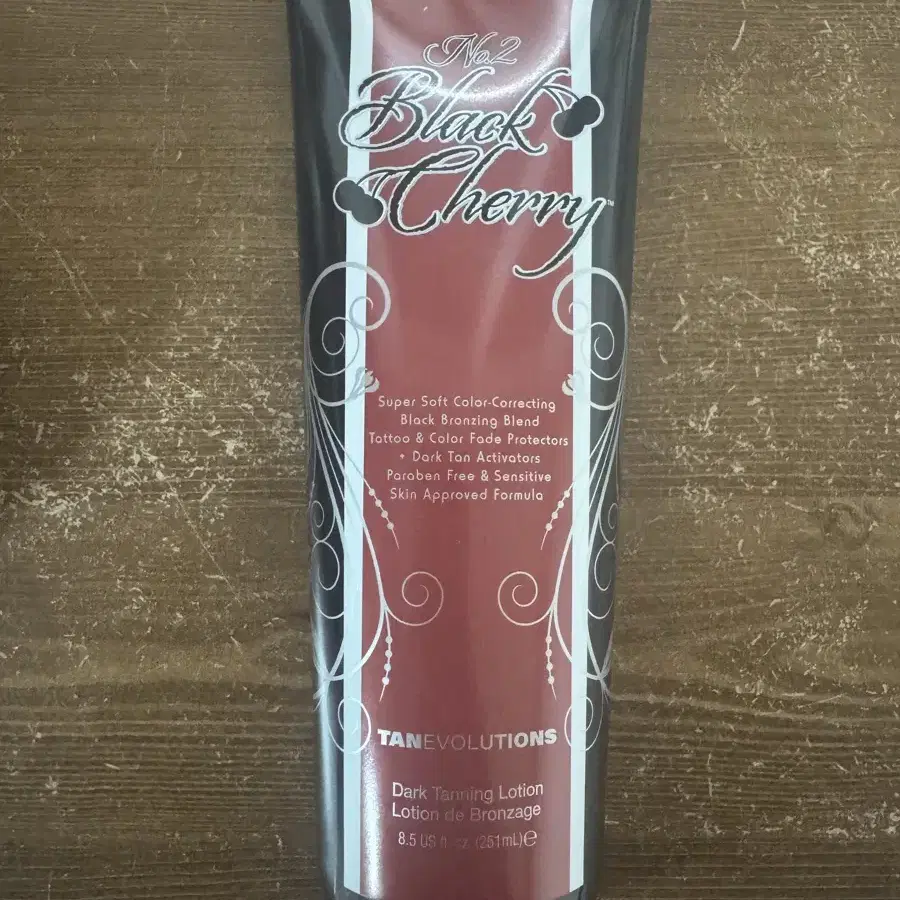 No.2
Black
Cherry™
Super Soft Color-Correcting
Black Bronzing Blend
Tattoo & Color Fade Protectors
• Dark Tan Activators
Paraben Free & Sensitive
Skin Approved Formula
TANEVOLUTIONS
Dark Tanning Lotion
Lotion de Bronzage
8.5 US fl. oz. (251mL)℮